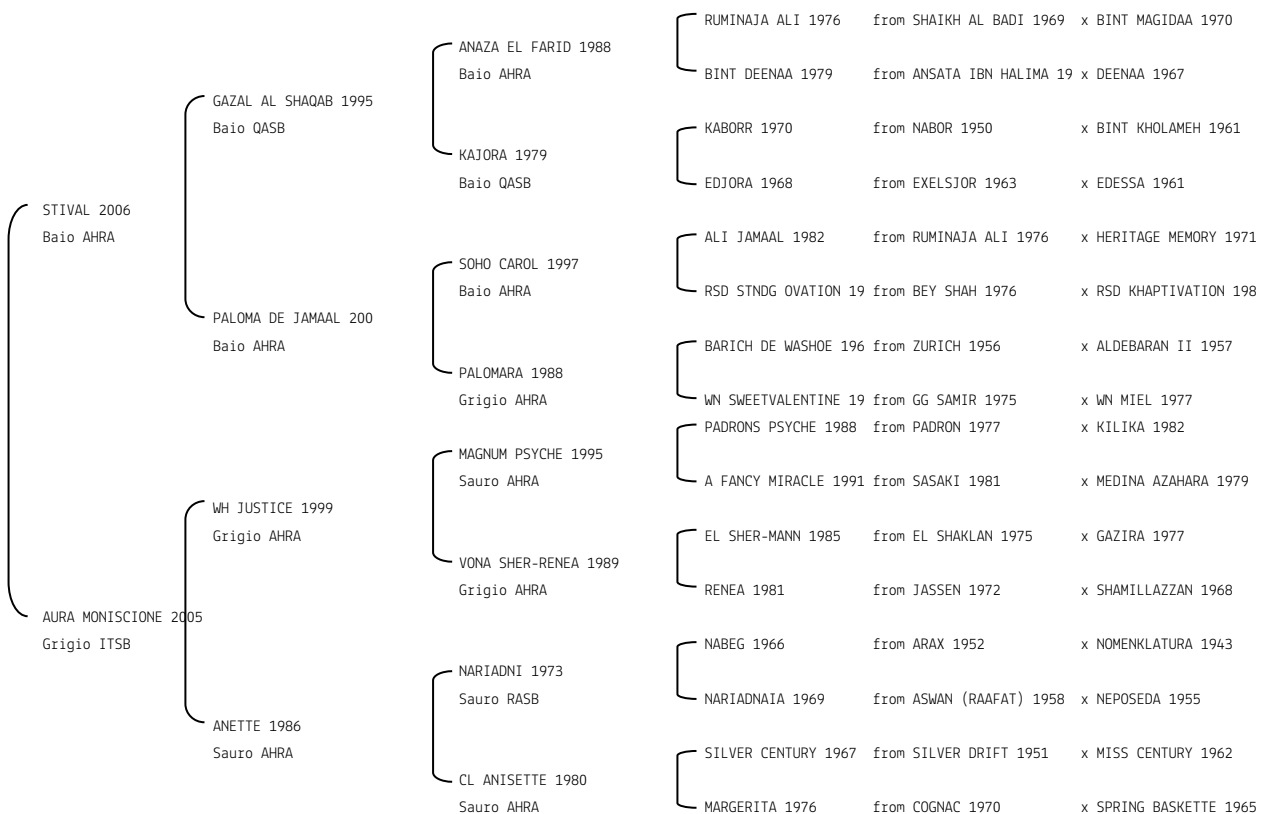 RUMINAJA ALI 1976 from SHAIKH AL BADI 1969 x BINT MAGIDAA 1970
ANAZA EL FARID 1988
Baio AHRA
BINT DEENAA 1979 from ANSATA IBN HALIMA 19 x DEENAA 1967
GAZAL AL SHAQAB 1995
Baio QASB
KABORR 1970 from NABOR 1950 x BINT KHOLAMEH 1961
KAJORA 1979
Baio QASB
EDJORA 1968 from EXELSJOR 1963 x EDESSA 1961
STIVAL 2006
Baio AHRA
ALI JAMAAL 1982 from RUMINAJA ALI 1976 x HERITAGE MEMORY 1971
SOHO CAROL 1997
Baio AHRA
RSD STNDG OVATION 19 from BEY SHAH 1976 x RSD KHAPTIVATION 198
PALOMA DE JAMAAL 200
Baio AHRA
BARICH DE WASHOE 196 from ZURICH 1956 x ALDEBARAN II 1957
PALOMARA 1988
Grigio AHRA
WN SWEETVALENTINE 19 from GG SAMIR 1975 x WN MIEL 1977
PADRONS PSYCHE 1988 from PADRON 1977 x KILIKA 1982
MAGNUM PSYCHE 1995
Sauro AHRA
A FANCY MIRACLE 1991 from SASAKI 1981 x MEDINA AZAHARA 1979
WH JUSTICE 1999
Grigio AHRA
EL SHER-MANN 1985 from EL SHAKLAN 1975 x GAZIRA 1977
VONA SHER-RENEA 1989
Grigio AHRA
RENEA 1981 from JASSEN 1972 x SHAMILLAZZAN 1968
AURA MONISCIONE 2005
Grigio ITSB
NABEG 1966 from ARAX 1952 x NOMENKLATURA 1943
NARIADNI 1973
Sauro RASB
NARIADNAIA 1969 from ASWAN (RAAFAT) 1958 x NEPOSEDA 1955
ANETTE 1986
Sauro AHRA
SILVER CENTURY 1967 from SILVER DRIFT 1951 x MISS CENTURY 1962
CL ANISETTE 1980
Sauro AHRA
MARGERITA 1976 from COGNAC 1970 x SPRING BASKETTE 1965